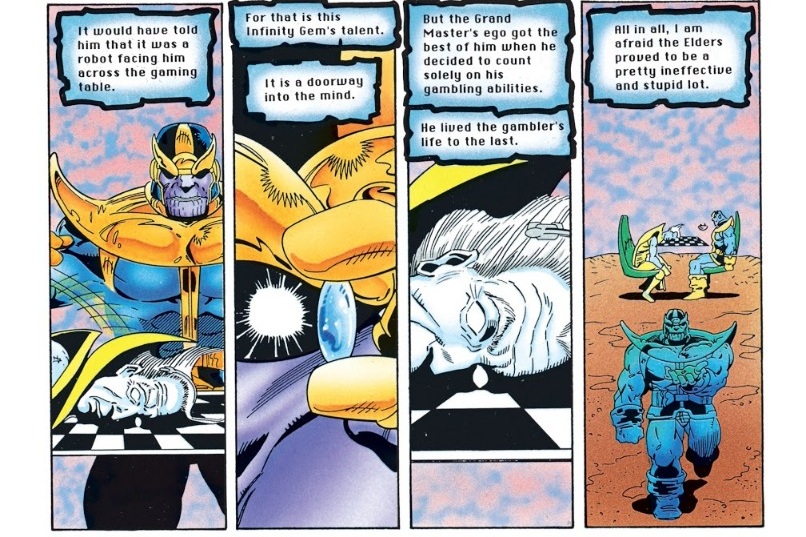 It would have told
him that it was a
robot facing him
across the gaming
table.
For that is this
Infinity Gem's talent.
It is a doorway
into the mind.
But the Grand
Master's ego got the
best of him when he
decided to count
solely on his
gambling abilities.
He lived the gambler's
life to the last.
All in all, I am
afraid the Elders
proved to be a
pretty ineffective
and stupid lot.